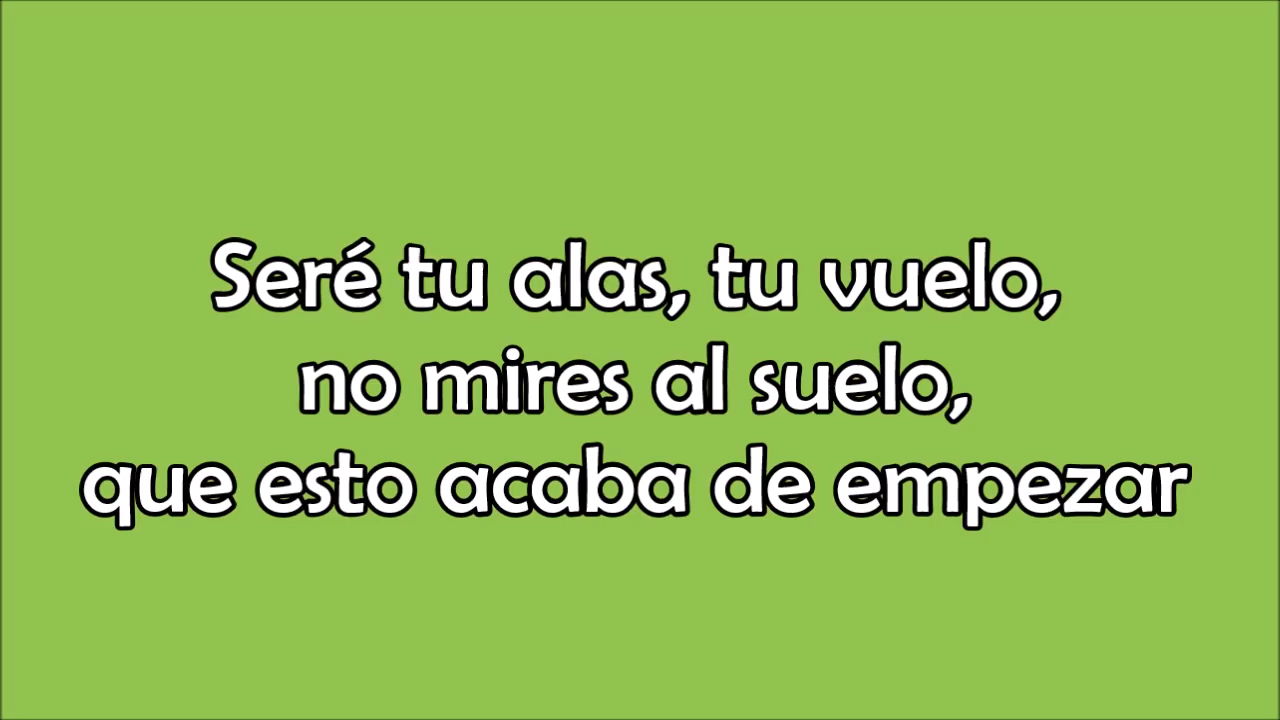 Seré tu alas, tu vuelo,
no mires al suelo,
que esto acaba de empezar